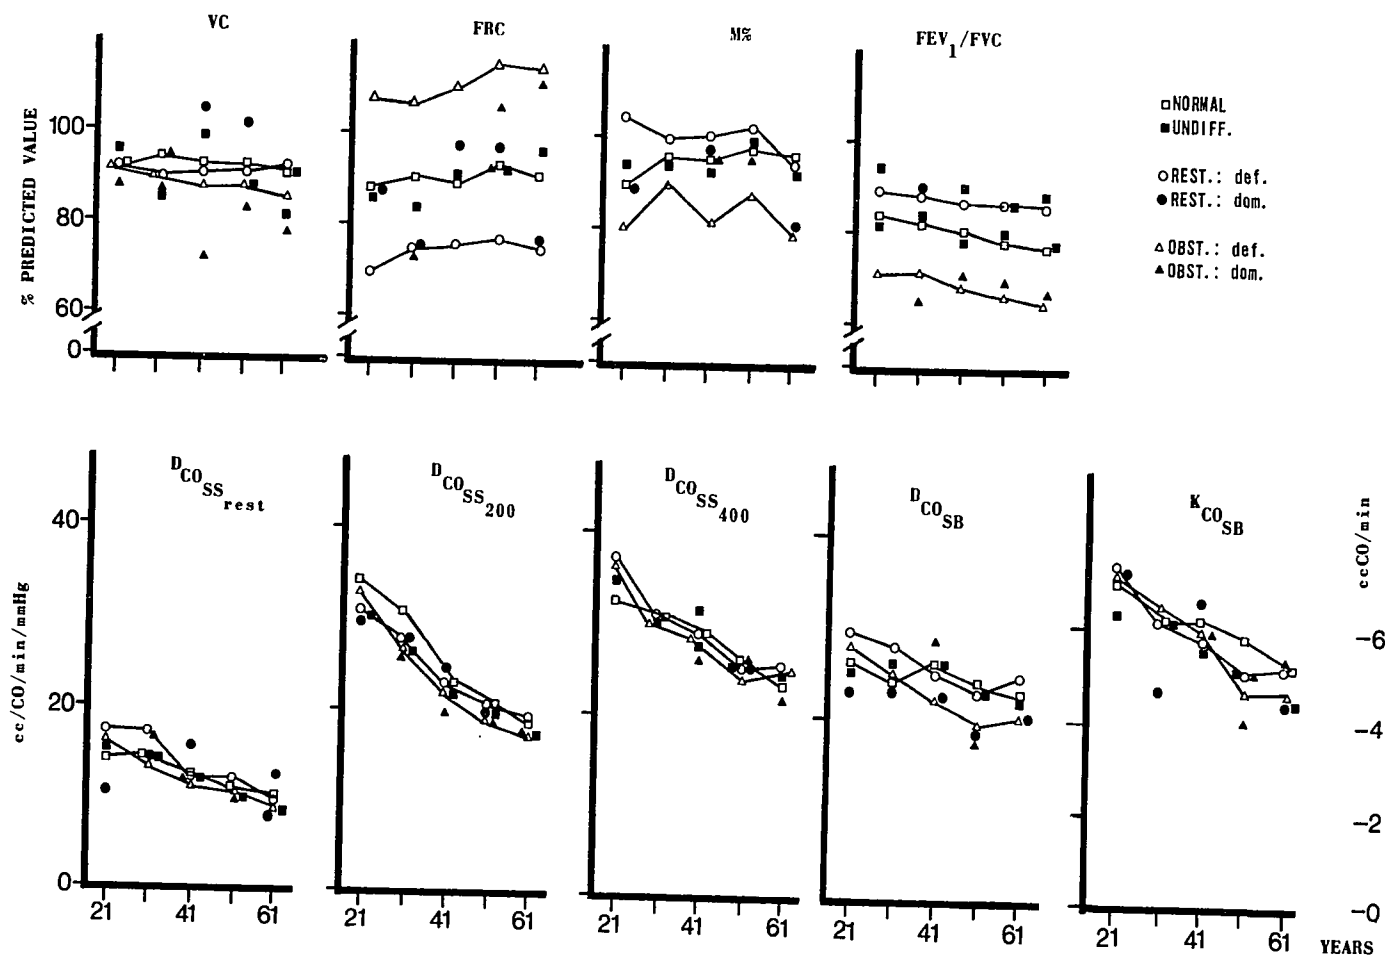 VC
FRC
M%
FEV1/FVC
% PREDICTED VALUE
100
80
60
0
NORMAL
UNDIFF.
REST.: def.
REST.: dom.
OBST.: def.
OBST.: dom.
DCOSSrest
DCOSS200
DCOSS400
DCOSB
KCOSB
cc/CO/min/mmHg
40
20
0
ccCO/min
-6
-4
-2
-0
21 41 61
21 41 61
21 41 61
21 41 61
21 41 61
YEARS